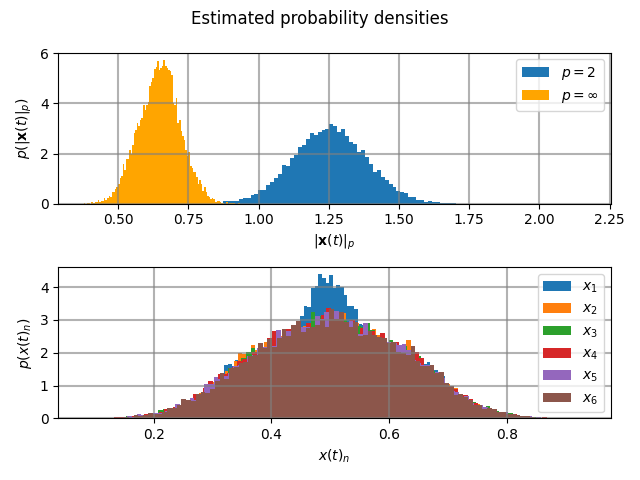 Estimated probability densities
6
4
2
0
p(|x(t)|ₚ)
p = 2
p = ∞
0.50 0.75 1.00 1.25 1.50 1.75 2.00 2.25
|x(t)|ₚ
4
3
2
1
0
p(x(t)ₙ)
x₁
x₂
x₃
x₄
x₅
x₆
0.2 0.4 0.6 0.8
x(t)ₙ